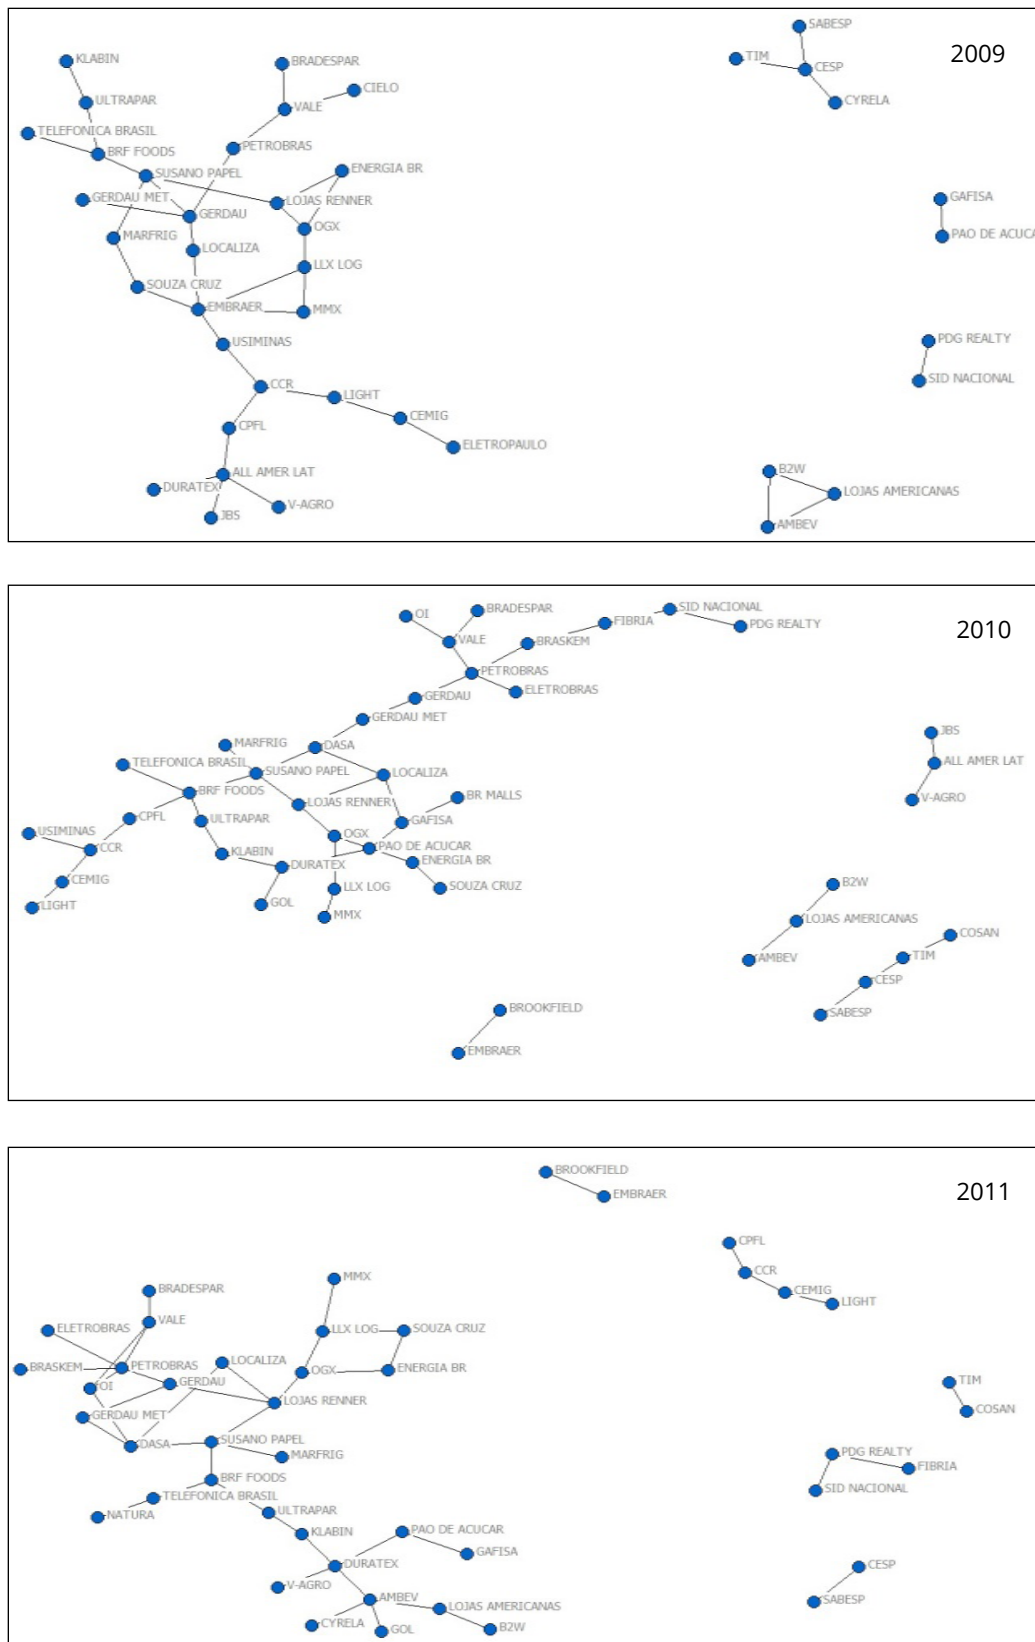 SABESP
2009
KLABIN
BRADESPAR
TIM
CESP
CIELO
ULTRAPAR
VALE
CYRELA
TELEFONICA BRASIL
BRF FOODS
PETROBRAS
SUSANO PAPEL
ENERGIA BR
GERDAU MET
LOJAS RENNER
GAFISA
GERDAU
OGX
MARFRIG
PAO DE ACUCA
LOCALIZA
LLX LOG
SOUZA CRUZ
EMBRAER
MMX
USIMINAS
PDG REALTY
CCR
SID NACIONAL
LIGHT
CEMIG
CPFL
ELETROPAULO
ALL AMER LAT
B2W
DURATEX
LOJAS AMERICANAS
V-AGRO
JBS
AMBEV
OI
BRADESPAR
SID NACIONAL
FIBRIA
PDG REALTY
2010
VALE
BRASKEM
PETROBRAS
ELETROBRAS
GERDAU
GERDAU MET
JBS
MARFRIG
DASA
TELEFONICA BRASIL
ALL AMER LAT
SUSANO PAPEL
LOCALIZA
BRF FOODS
V-AGRO
BR MALLS
LOJAS RENNER
CPFL
ULTRAPAR
GAFISA
USIMINAS
OGX
CCR
PAO DE ACUCAR
KLABIN
ENERGIA BR
DURATEX
CEMIG
B2W
LLX LOG
SOUZA CRUZ
LIGHT
GOL
MMX
LOJAS AMERICANAS
COSAN
AMBEV
TIM
CESP
BROOKFIELD
SABESP
EMBRAER
BROOKFIELD
EMBRAER
2011
CPFL
CCR
MMX
CEMIG
BRADESPAR
LIGHT
VALE
ELETROBRAS
LLX LOG
SOUZA CRUZ
LOCALIZA
BRASKEM
PETROBRAS
OGX
ENERGIA BR
TIM
OI
GERDAU
LOJAS RENNER
COSAN
GERDAU MET
DASA
SUSANO PAPEL
MARFRIG
PDG REALTY
FIBRIA
BRF FOODS
SID NACIONAL
TELEFONICA BRASIL
NATURA
ULTRAPAR
KLABIN
PAO DE ACUCAR
GAFISA
DURATEX
CESP
V-AGRO
AMBEV
SABESP
LOJAS AMERICANAS
CYRELA
GOL
B2W